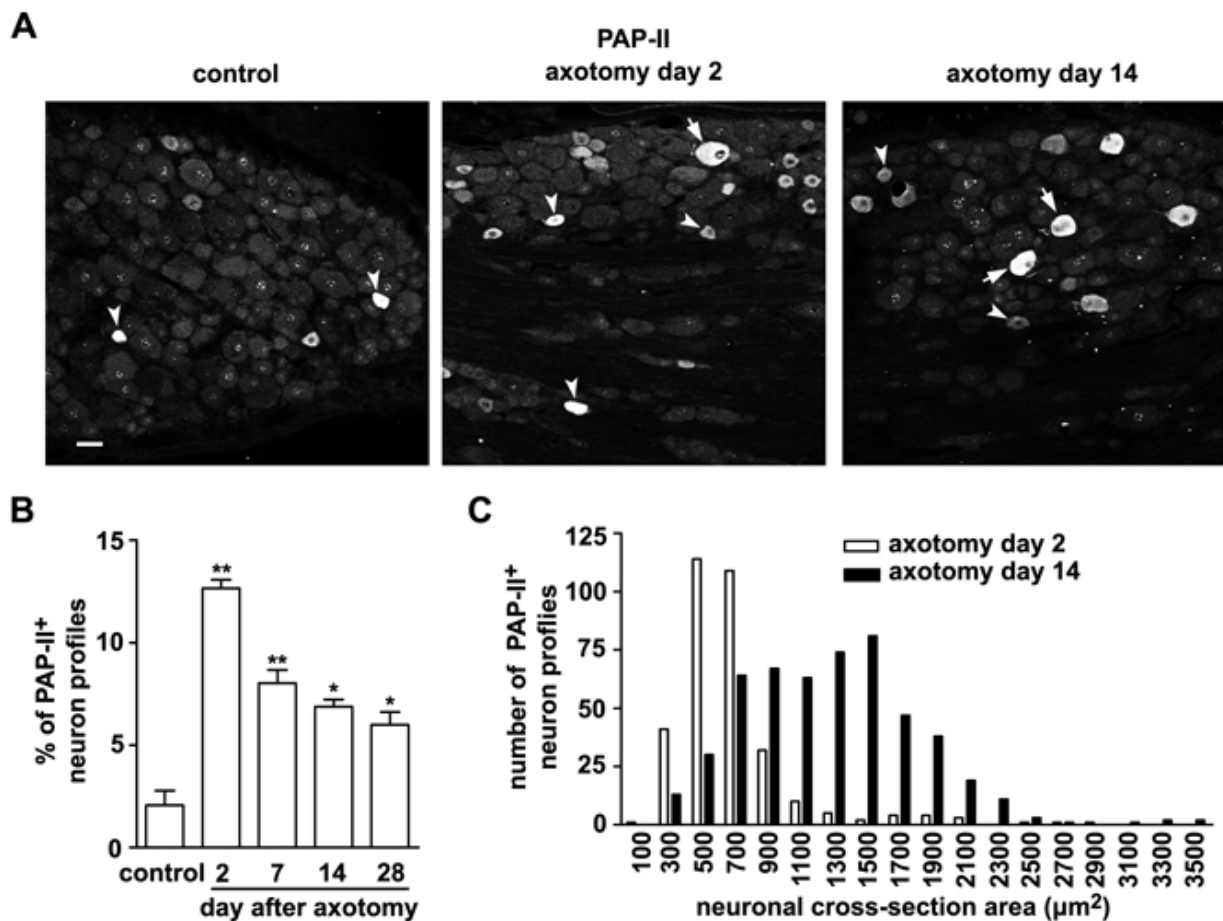 A
PAP-II
control
axotomy day 2
axotomy day 14
B
% of PAP-II+
neuron profiles
15
10
5
0
**
**
*
*
control 2 7 14 28
day after axotomy
C
number of PAP-II+
neuron proflies
125
100
75
50
25
0
axotomy day 2
axotomy day 14
100 300 500 700 900 1100 1300 1500 1700 1900 2100 2300 2500 2700 2900 3100 3300 3500
neuronal cross-section area (µm²)